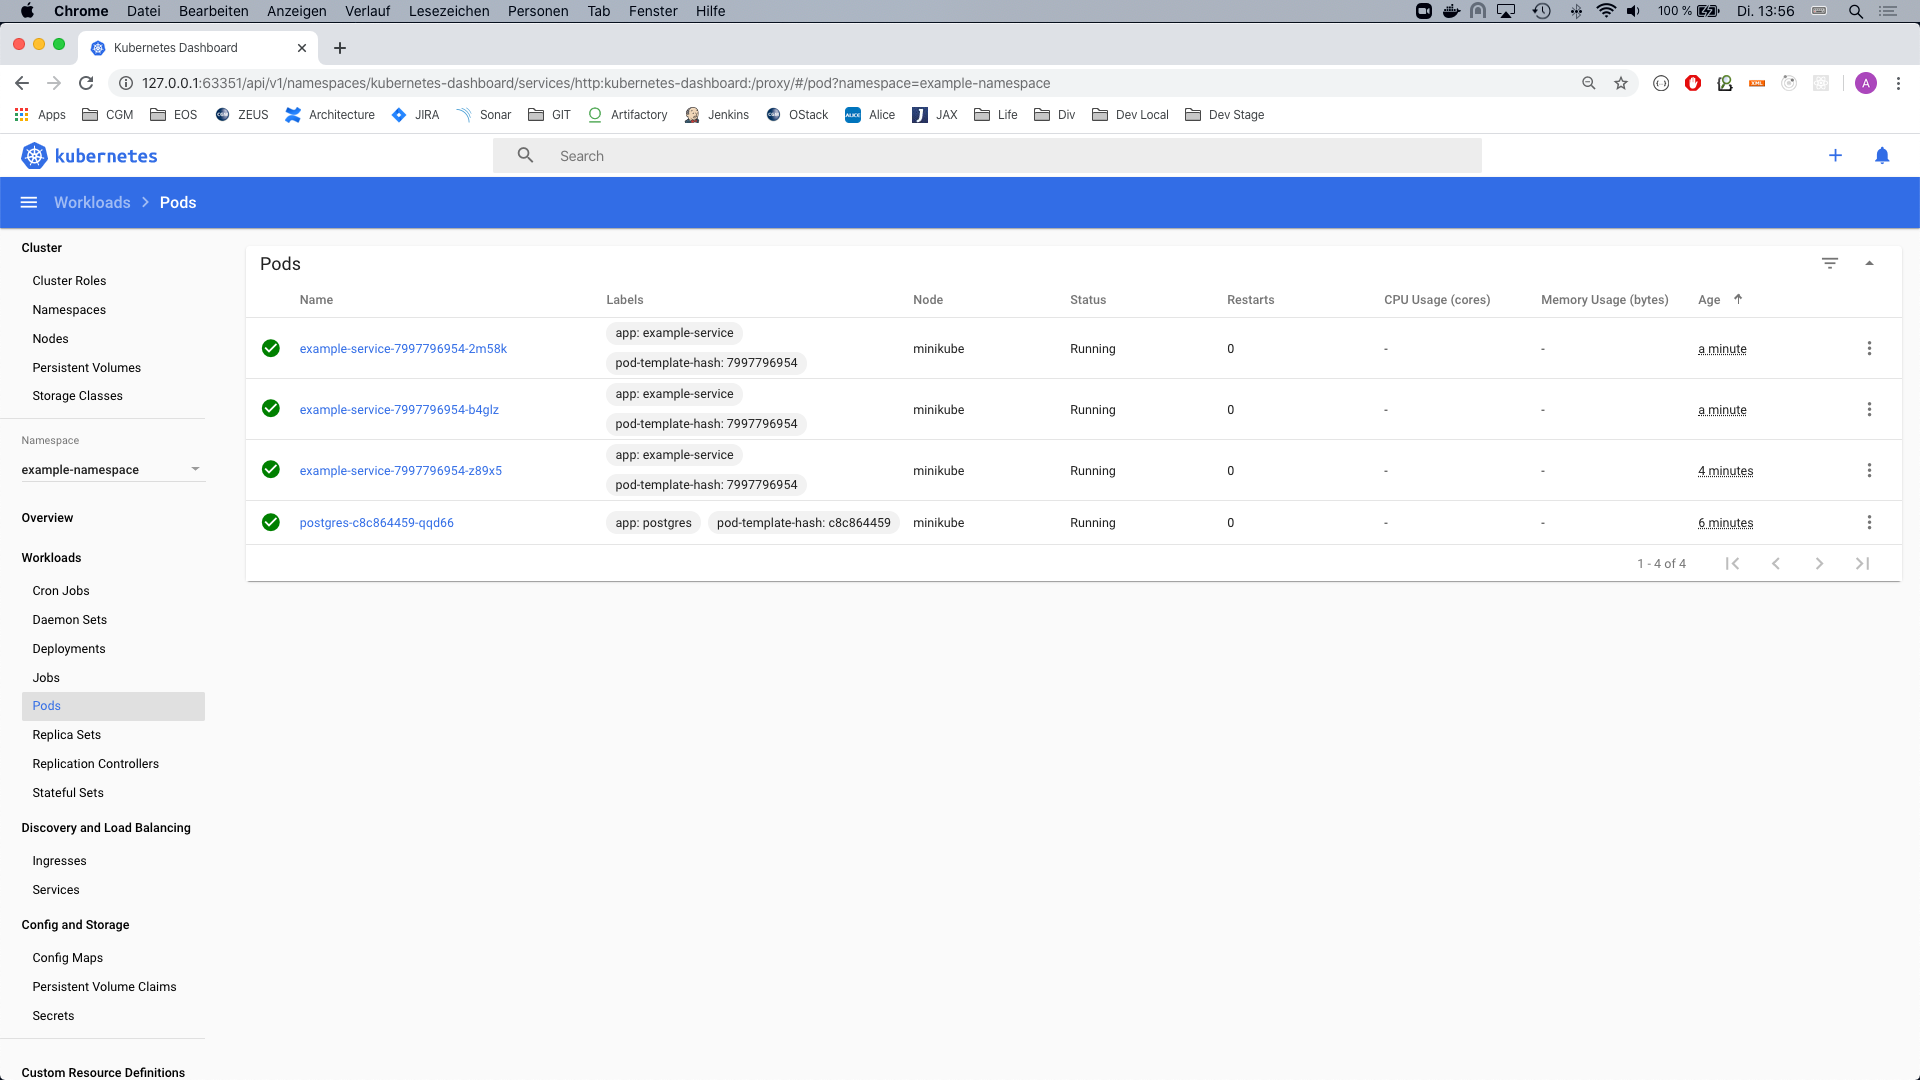 Chrome Datei Bearbeiten Anzeigen Verlauf Lesezeichen Personen Tab Fenster Hilfe 100 % Di. 13:56
Kubernetes Dashboard
127.0.0.1:63351/api/v1/namespaces/kubernetes-dashboard/services/http:kubernetes-dashboard:/proxy/#/pod?namespace=example-namespace XML A
Apps CGM EOS CGM ZEUS Architecture JIRA Sonar GIT Artifactory Jenkins CGM OStack ALICE Alice J JAX Life Div Dev Local Dev Stage
kubernetes Search
Workloads Pods
Cluster
Cluster Roles
Namespaces
Nodes
Persistent Volumes
Storage Classes
Namespace
example-namespace
Overview
Workloads
Cron Jobs
Daemon Sets
Deployments
Jobs
Pods
Replica Sets
Replication Controllers
Stateful Sets
Discovery and Load Balancing
Ingresses
Services
Config and Storage
Config Maps
Persistent Volume Claims
Secrets
Custom Resource Definitions
Pods
Name Labels Node Status Restarts CPU Usage (cores) Memory Usage (bytes) Age
app: example-service
example-service-7997796954-2m58k minikube Running 0 - - a minute
pod-template-hash: 7997796954
app: example-service
example-service-7997796954-b4glz minikube Running 0 - - a minute
pod-template-hash: 7997796954
app: example-service
example-service-7997796954-z89x5 minikube Running 0 - - 4 minutes
pod-template-hash: 7997796954
postgres-c8c864459-qqd66 app: postgres pod-template-hash: c8c864459 minikube Running 0 - - 6 minutes
1 - 4 of 4